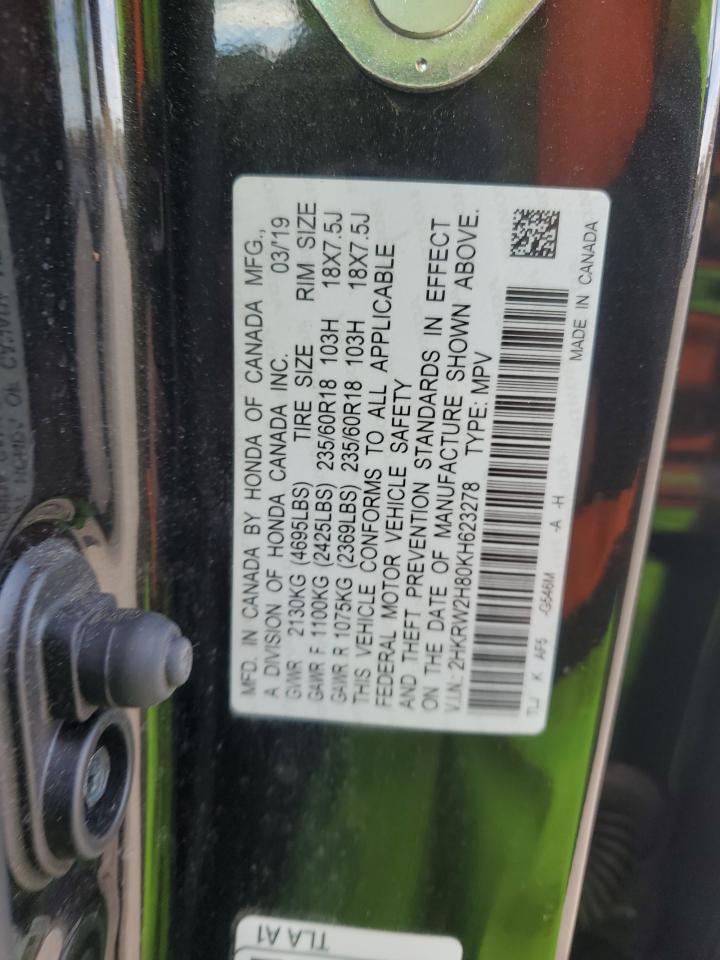 MFD. IN CANADA BY HONDA OF CANADA MFG.,
A DIVISION OF HONDA CANADA INC. 03/'19
GVWR 2130KG (4695LBS) TIRE SIZE RIM SIZE
GAWR F 1100KG (2425LBS) 235/60R18 103H 18X7.5J
GAWR R 1075KG (2369LBS) 235/60R18 103H 18X7.5J
THIS VEHICLE CONFORMS TO ALL APPLICABLE
FEDERAL MOTOR VEHICLE SAFETY
AND THEFT PREVENTION STANDARDS IN EFFECT
ON THE DATE OF MANUFACTURE SHOWN ABOVE.
V.I.N.: 2HKRW2H80KH623278 TYPE: MPV
TLJ K AF5 -G546M -A -H
MADE IN CANADA
TLA A1